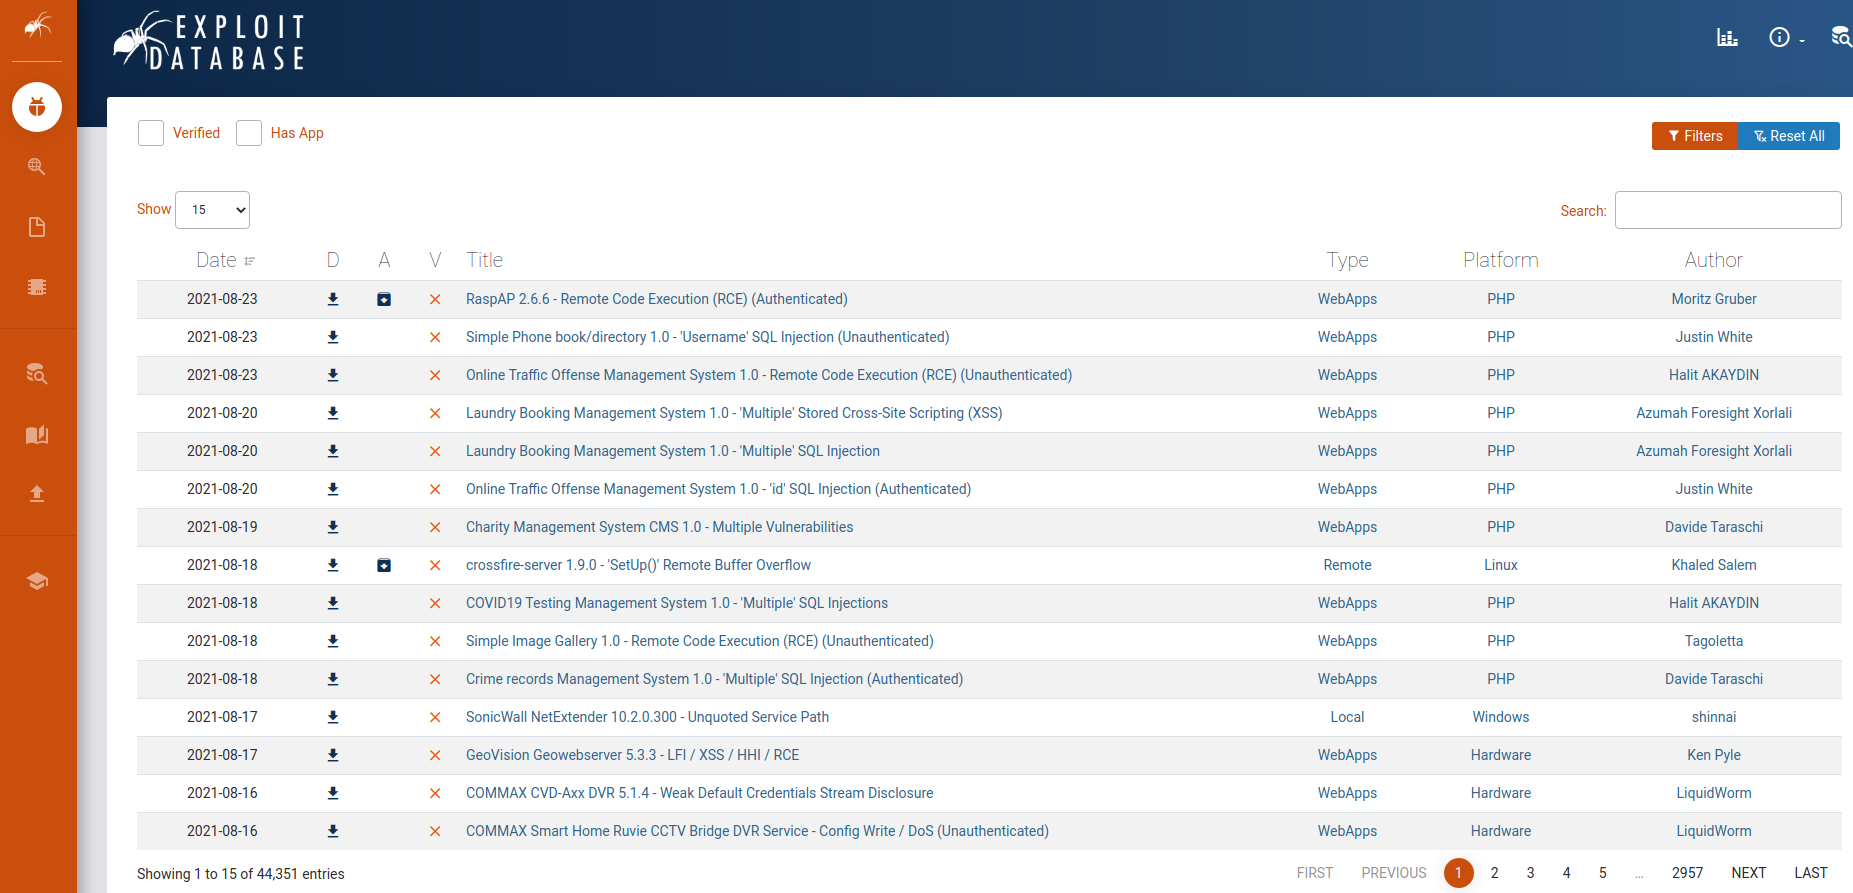 EXPLOIT
DATABASE
Verified Has App Filters Reset All
Show 15 Search:
Date D A V Title Type Platform Author
2021-08-23 RaspAP 2.6.6 - Remote Code Execution (RCE) (Authenticated) WebApps PHP Moritz Gruber
2021-08-23 Simple Phone book/directory 1.0 - 'Username' SQL Injection (Unauthenticated) WebApps PHP Justin White
2021-08-23 Online Traffic Offense Management System 1.0 - Remote Code Execution (RCE) (Unauthenticated) WebApps PHP Halit AKAYDIN
2021-08-20 Laundry Booking Management System 1.0 - 'Multiple' Stored Cross-Site Scripting (XSS) WebApps PHP Azumah Foresight Xorlali
2021-08-20 Laundry Booking Management System 1.0 - 'Multiple' SQL Injection WebApps PHP Azumah Foresight Xorlali
2021-08-20 Online Traffic Offense Management System 1.0 - 'id' SQL Injection (Authenticated) WebApps PHP Justin White
2021-08-19 Charity Management System CMS 1.0 - Multiple Vulnerabilities WebApps PHP Davide Taraschi
2021-08-18 crossfire-server 1.9.0 - 'SetUp()' Remote Buffer Overflow Remote Linux Khaled Salem
2021-08-18 COVID19 Testing Management System 1.0 - 'Multiple' SQL Injections WebApps PHP Halit AKAYDIN
2021-08-18 Simple Image Gallery 1.0 - Remote Code Execution (RCE) (Unauthenticated) WebApps PHP Tagoletta
2021-08-18 Crime records Management System 1.0 - 'Multiple' SQL Injection (Authenticated) WebApps PHP Davide Taraschi
2021-08-17 SonicWall NetExtender 10.2.0.300 - Unquoted Service Path Local Windows shinnai
2021-08-17 GeoVision Geowebserver 5.3.3 - LFI / XSS / HHI / RCE WebApps Hardware Ken Pyle
2021-08-16 COMMAX CVD-Axx DVR 5.1.4 - Weak Default Credentials Stream Disclosure WebApps Hardware LiquidWorm
2021-08-16 COMMAX Smart Home Ruvie CCTV Bridge DVR Service - Config Write / DoS (Unauthenticated) WebApps Hardware LiquidWorm
Showing 1 to 15 of 44,351 entries FIRST PREVIOUS 1 2 3 4 5 ... 2957 NEXT LAST